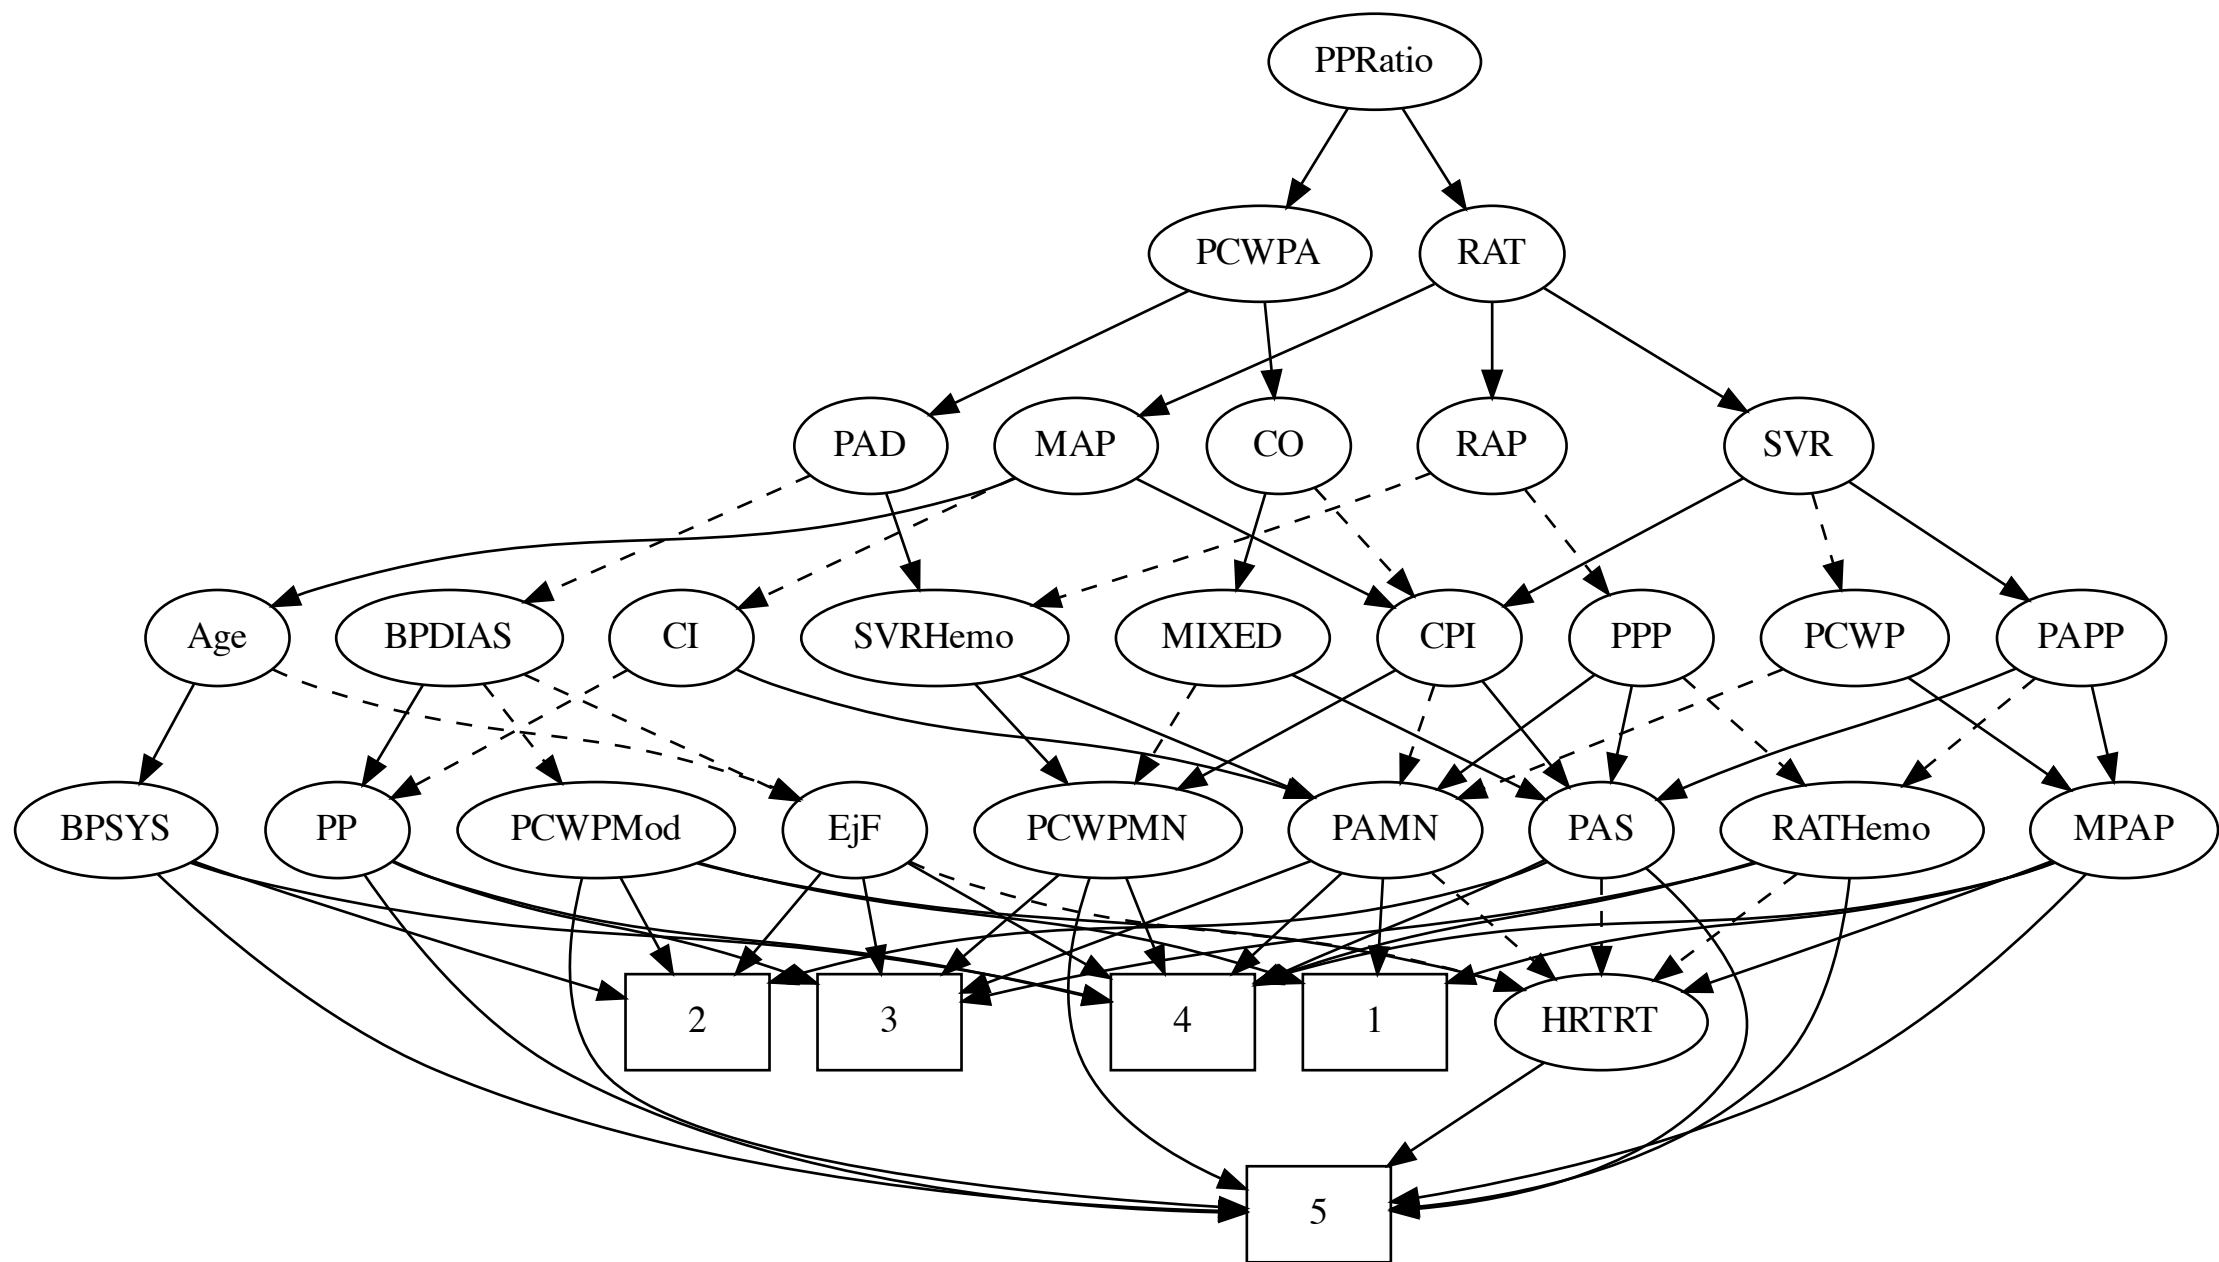 PPRatio
PCWPA
RAT
PAD
MAP
CO
RAP
SVR
Age
BPDIAS
CI
SVRHemo
MIXED
CPI
PPP
PCWP
PAPP
BPSYS
PP
PCWPMod
EjF
PCWPMN
PAMN
PAS
RATHemo
MPAP
2
3
4
1
HRTRT
5